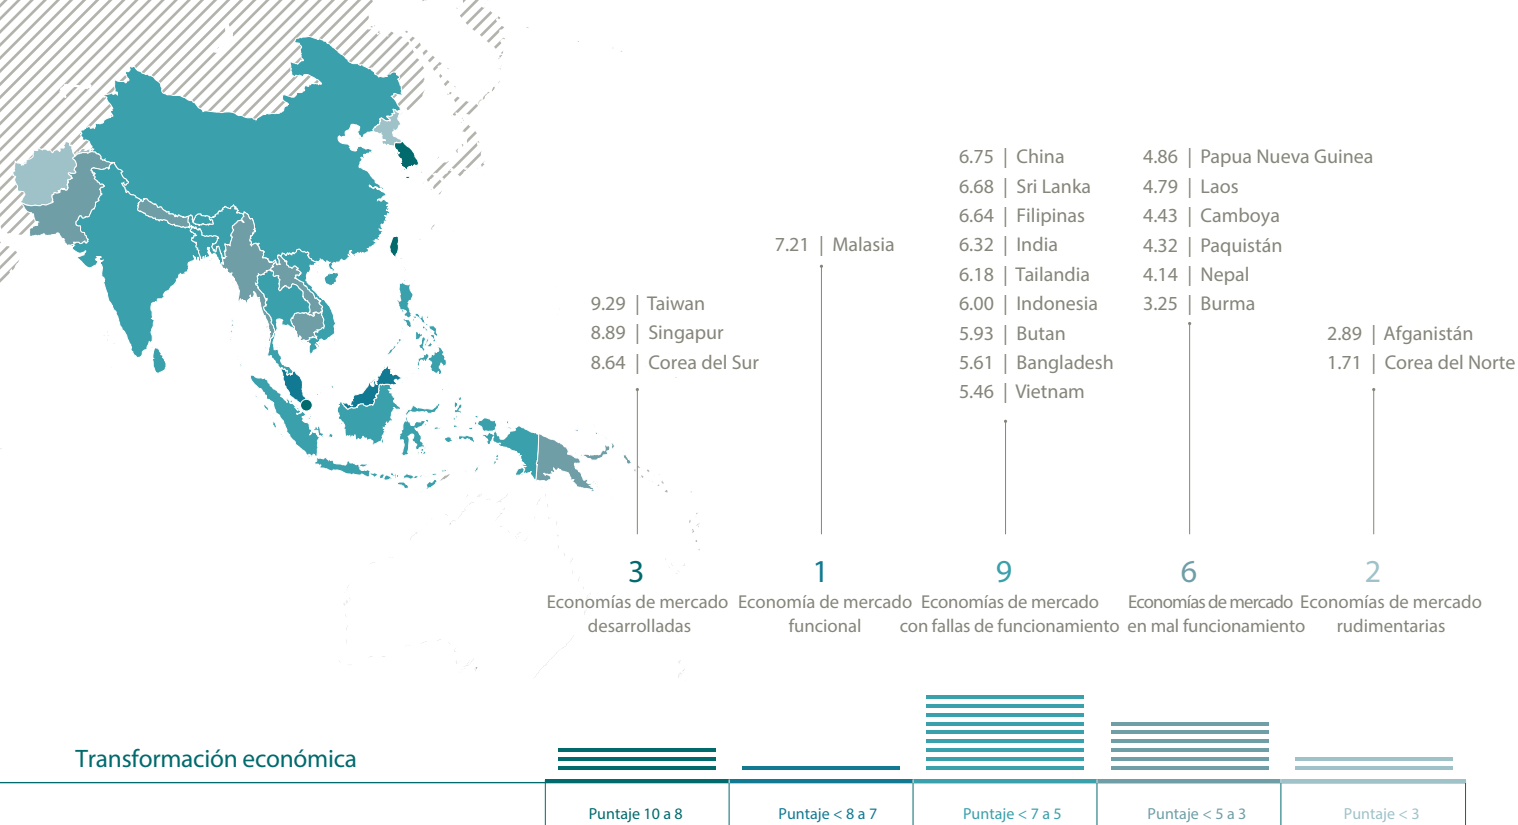 9.29 | Taiwan
8.89 | Singapur
8.64 | Corea del Sur
7.21 | Malasia
6.75 | China
6.68 | Sri Lanka
6.64 | Filipinas
6.32 | India
6.18 | Tailandia
6.00 | Indonesia
5.93 | Butan
5.61 | Bangladesh
5.46 | Vietnam
4.86 | Papua Nueva Guinea
4.79 | Laos
4.43 | Camboya
4.32 | Paquistán
4.14 | Nepal
3.25 | Burma
2.89 | Afganistán
1.71 | Corea del Norte
3
Economías de mercado
desarrolladas
1
Economía de mercado
funcional
9
Economías de mercado
con fallas de funcionamiento
6
Economías de mercado
en mal funcionamiento
2
Economías de mercado
rudimentarias
Transformación económica
Puntaje 10 a 8
Puntaje < 8 a 7
Puntaje < 7 a 5
Puntaje < 5 a 3
Puntaje < 3